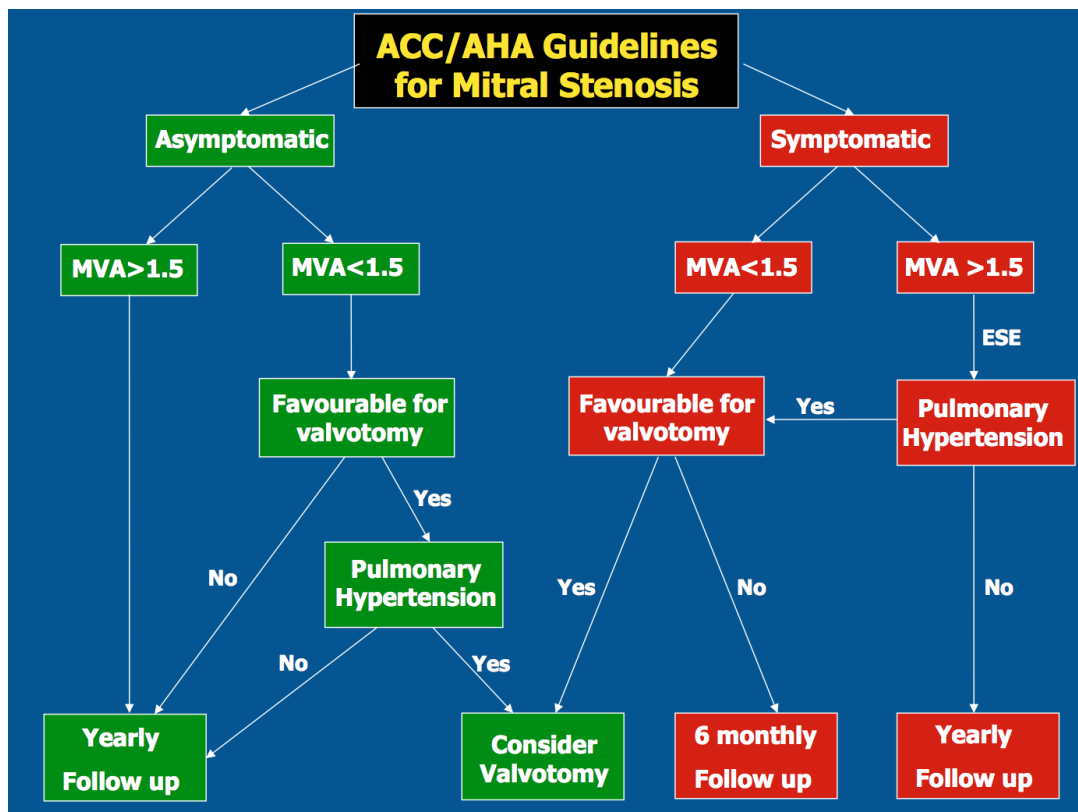 ACC/AHA Guidelines
for Mitral Stenosis
Asymptomatic
Symptomatic
MVA>1.5
MVA<1.5
MVA<1.5
MVA >1.5
ESE
Favourable for
valvotomy
Favourable for
valvotomy
Yes
Pulmonary
Hypertension
Yes
No
Pulmonary
Hypertension
Yes
No
No
No
Yes
Yearly
Follow up
Consider
Valvotomy
6 monthly
Follow up
Yearly
Follow up